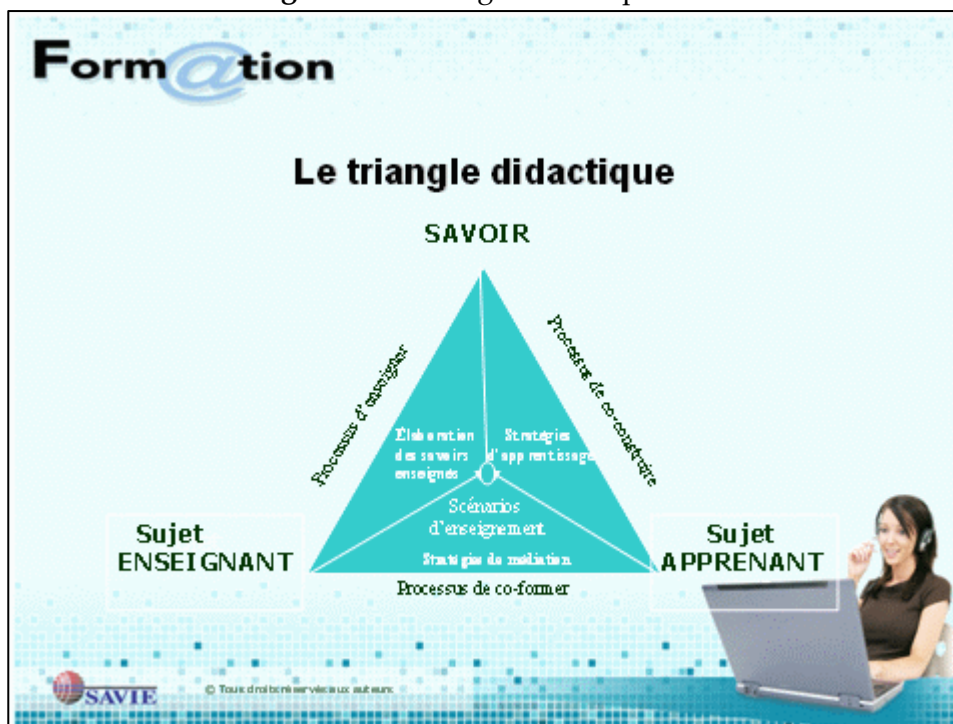 Form@tion
Le triangle didactique
SAVOIR
Processus d'enseigner
Processus de co-construire
Élaboration
des savoirs
enseignés
Stratégies
d'apprentissage
Scénarios
d'enseignement
Stratégies de médiation
Sujet
ENSEIGNANT
Sujet
APPRENANT
Processus de co-former
SAVIE
© Tous droits réservés aux auteurs